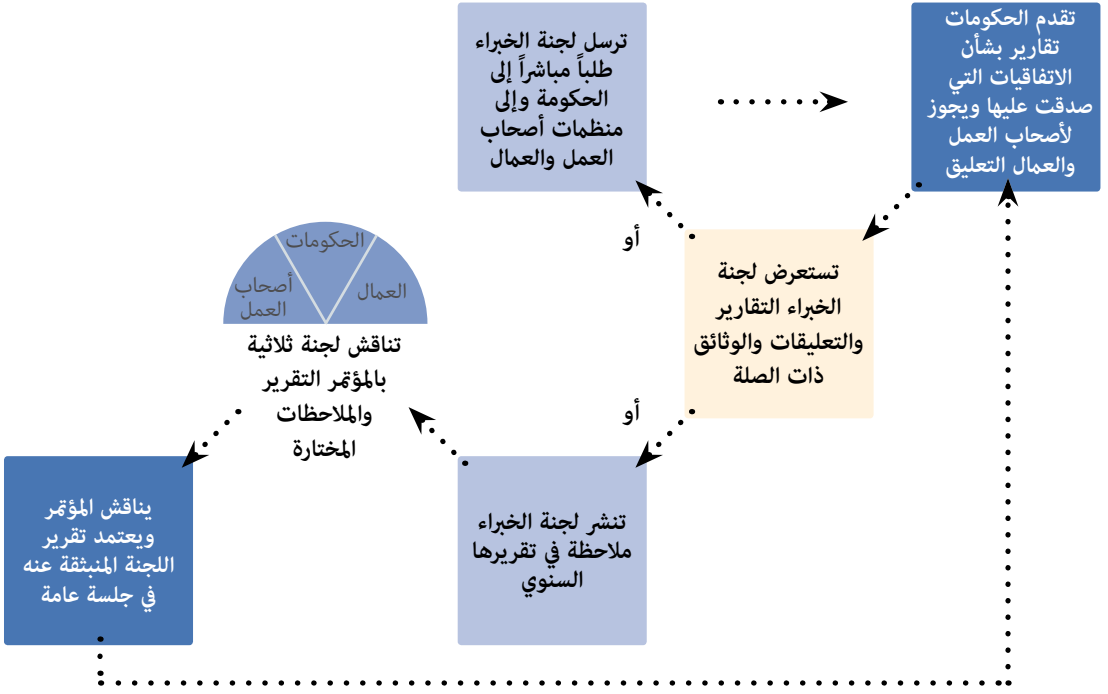 تقدم الحكومات
تقارير بشأن
الاتفاقيات التي
صدقت عليها ويجوز
لأصحاب العمل
والعمال التعليق
ترسل لجنة الخبراء
طلباً مباشراً إلى
الحكومة وإلى
منظمات أصحاب
العمل والعمال
أو
تستعرض لجنة
الخبراء التقارير
والتعليقات والوثائق
ذات الصلة
أو
تنشر لجنة الخبراء
ملاحظة في تقريرها
السنوي
الحكومات
العمال
أصحاب
العمل
تناقش لجنة ثلاثية
بالمؤتمر التقرير
والملاحظات
المختارة
يناقش المؤتمر
ويعتمد تقرير
اللجنة المنبثقة عنه
في جلسة عامة